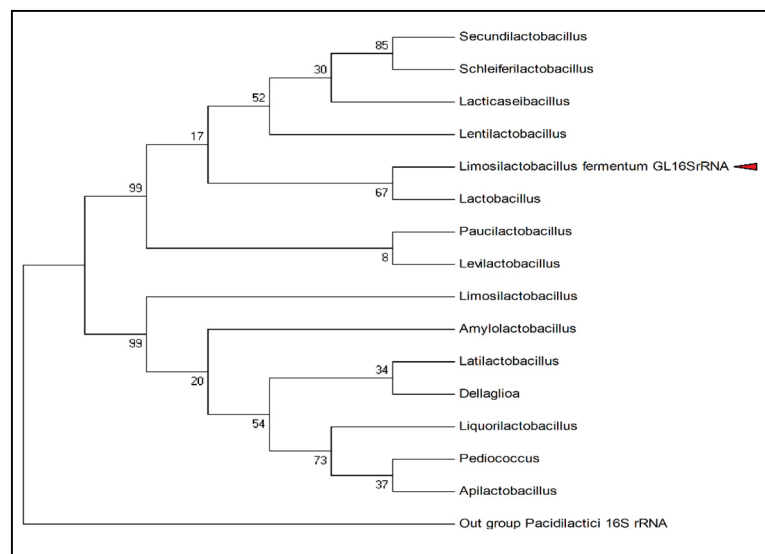 Secundilactobacillus
85
Schleiferilactobacillus
30
Lacticaseibacillus
52
Lentilactobacillus
17
Limosilactobacillus fermentum GL16SrRNA
67
Lactobacillus
99
Paucilactobacillus
8
Levilactobacillus
Limosilactobacillus
99
Amylolactobacillus
20
Latilactobacillus
34
Dellaglioa
54
Liquorilactobacillus
73
Pediococcus
37
Apilactobacillus
Out group Pacidilactici 16S rRNA